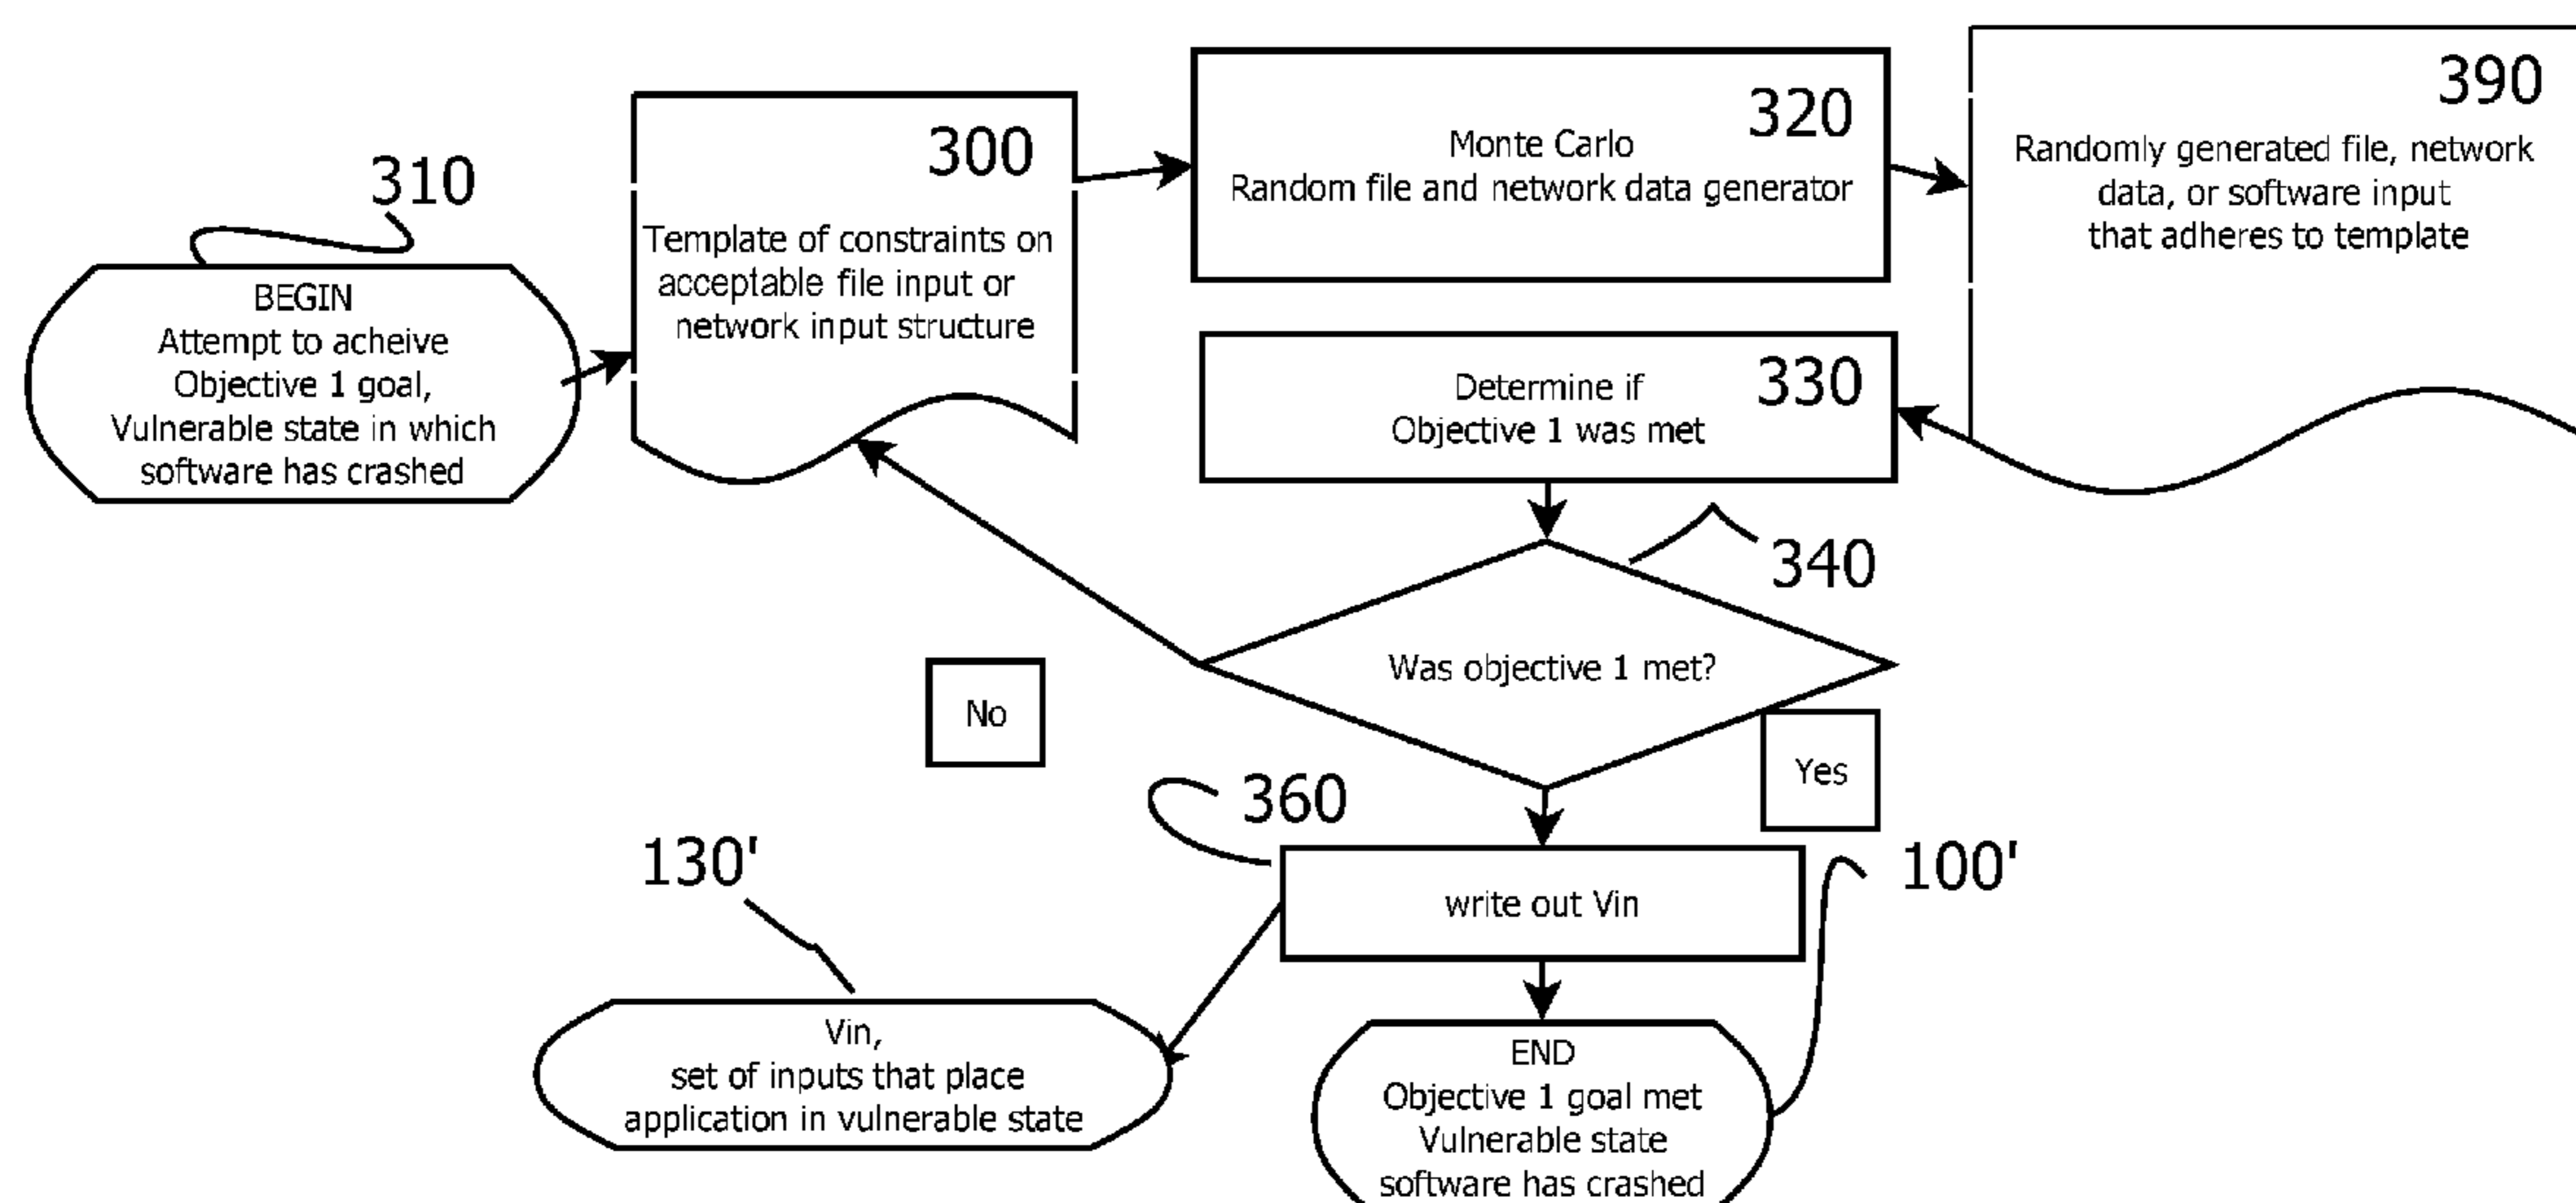 310
BEGIN
Attempt to acheive
Objective 1 goal,
Vulnerable state in which
software has crashed
300
Template of constraints on
acceptable file input or
network input structure
320
Monte Carlo
Random file and network data generator
390
Randomly generated file, network
data, or software input
that adheres to template
330
Determine if
Objective 1 was met
340
Was objective 1 met?
No
Yes
360
write out Vin
130'
Vin,
set of inputs that place
application in vulnerable state
100'
END
Objective 1 goal met
Vulnerable state
software has crashed